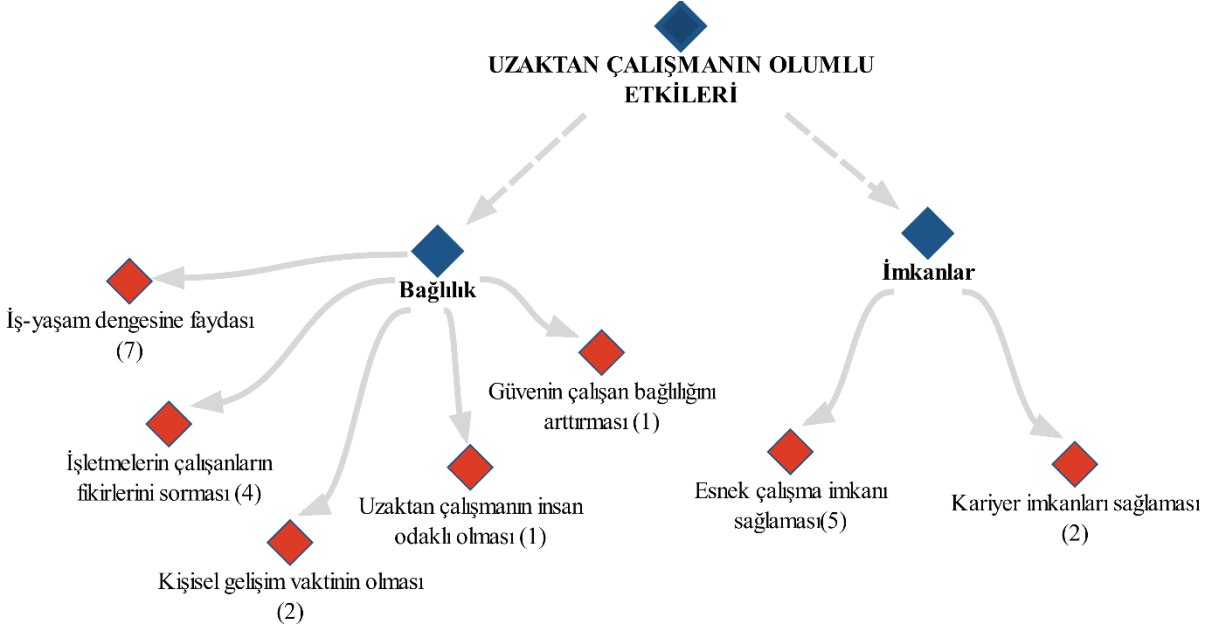 UZAKTAN ÇALIŞMANIN OLUMLU
ETKİLERİ
Bağlılık
İmkanlar
İş-yaşam dengesine faydası
(7)
İşletmelerin çalışanların
fikirlerini sorması (4)
Kişisel gelişim vaktinin olması
(2)
Uzaktan çalışmanın insan
odaklı olması (1)
Güvenin çalışan bağlılığını
arttırması (1)
Esnek çalışma imkanı
sağlaması(5)
Kariyer imkanları sağlaması
(2)